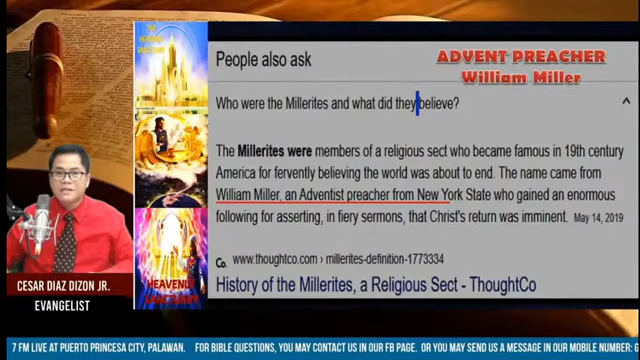 THE HEAVENLY SANCTUARY
People also ask
ADVENT PREACHER
William Miller
Who were the Millerites and what did they believe?
The Millerites were members of a religious sect who became famous in 19th century
America for fervently believing the world was about to end. The name came from
William Miller, an Adventist preacher from New York State who gained an enormous
following for asserting, in fiery sermons, that Christ's return was imminent. May 14, 2019
Co. www.thoughtco.com › millerites-definition-1773334
History of the Millerites, a Religious Sect - ThoughtCo
HEAVENLY
SANCTUARY
CESAR DIAZ DIZON JR.
EVANGELIST
7 FM LIVE AT PUERTO PRINCESA CITY, PALAWAN. FOR BIBLE QUESTIONS, YOU MAY CONTACT US IN OUR FB PAGE. OR YOU MAY SEND US A MESSAGE IN OUR MOBILE NUMBER: